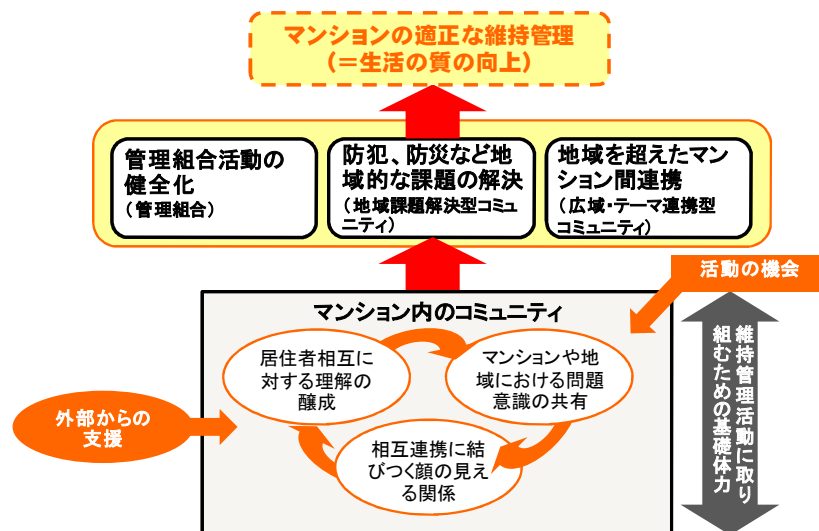 マンションの適正な維持管理
（＝生活の質の向上）
管理組合活動の
健全化
（管理組合）
防犯、防災など地
域的な課題の解決
（地域課題解決型コミュ
ニティ）
地域を超えたマン
ション間連携
（広域・テーマ連携型
コミュニティ）
活動の機会
マンション内のコミュニティ
居住者相互に
対する理解の
醸成
マンションや地
域における問題
意識の共有
相互連携に結
びつく顔の見え
る関係
外部からの
支援
維持管理活動に取り
組むための基礎体力